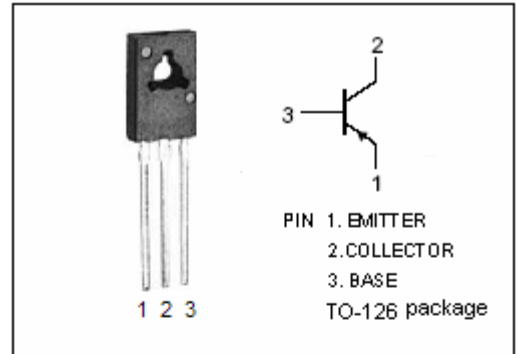 2
3
1
PIN 1. EMITTER
2.COLLECTOR
3. BASE
TO-126 package
1 2 3